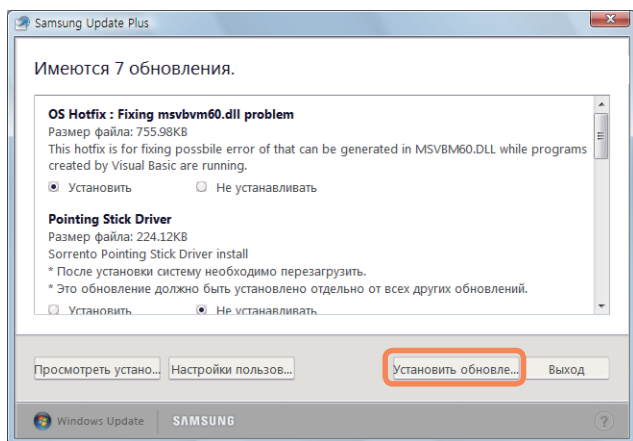 Samsung Update Plus
Имеются 7 обновления.
OS Hotfix : Fixing msvbvm60.dll problem
Размер файла: 755.98KB
This hotfix is for fixing possbile error of that can be generated in MSVBM60.DLL while programs
created by Visual Basic are running.
Установить Не устанавливать
Pointing Stick Driver
Размер файла: 224.12KB
Sorrento Pointing Stick Driver install
* После установки систему необходимо перезагрузить.
* Это обновление должно быть установлено отдельно от всех других обновлений.
Установить Не устанавливать
Просмотреть устано... Настройки пользов... Установить обновле... Выход
Windows Update SAMSUNG ?